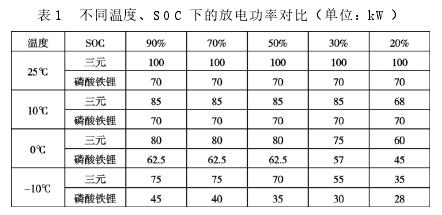 表1 不同温度、SOC 下的放电功率对比（单位：kW）
温度 SOC 90% 70% 50% 30% 20%
25℃ 三元 100 100 100 100 100
磷酸铁锂 70 70 70 70 70
10℃ 三元 85 85 85 85 68
磷酸铁锂 70 70 70 70 70
0℃ 三元 80 80 80 75 60
磷酸铁锂 62.5 62.5 62.5 57 45
-10℃ 三元 75 75 70 55 35
磷酸铁锂 45 40 35 30 28